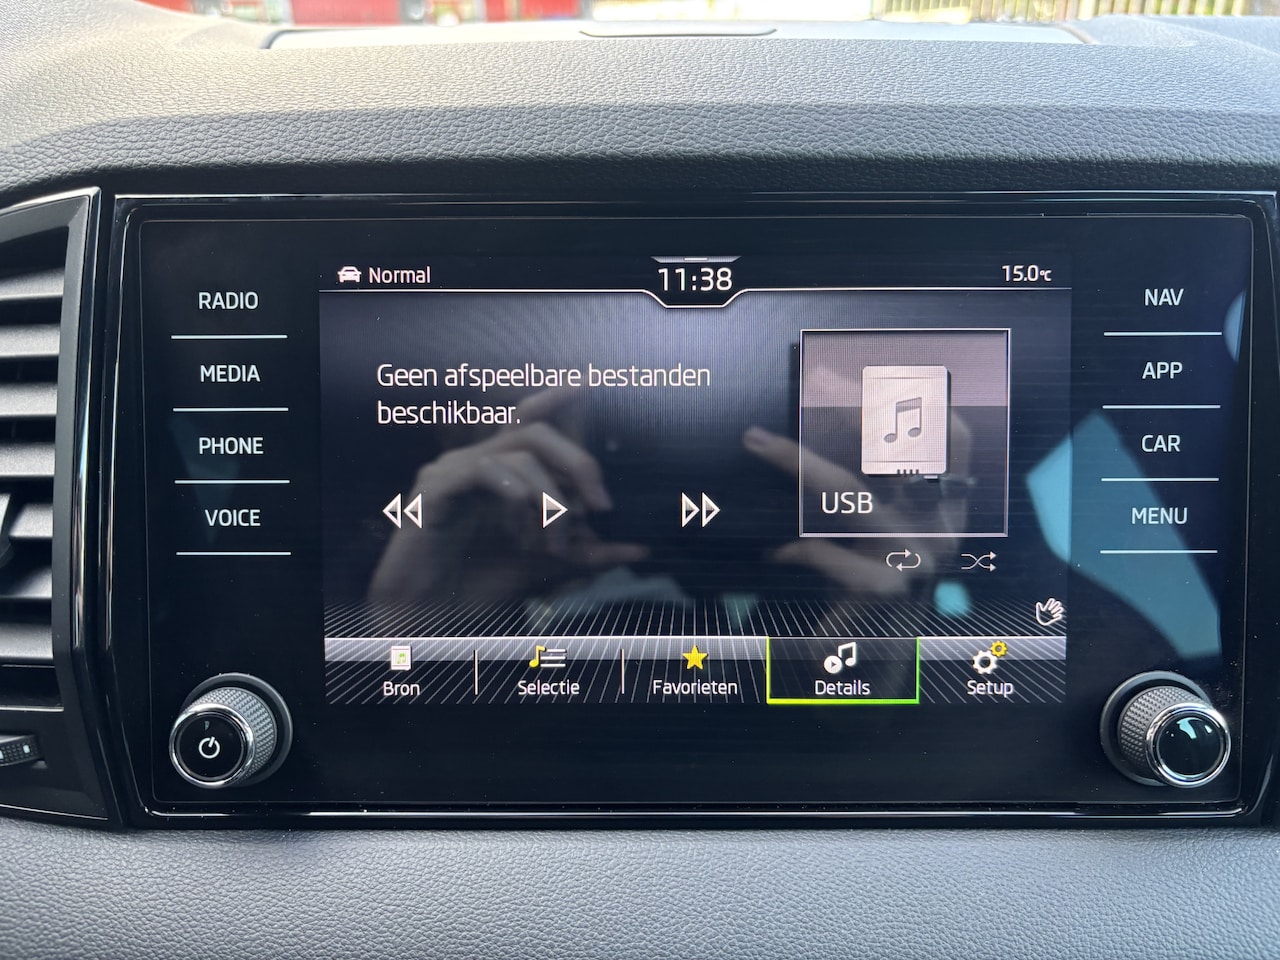 Normal
11:38
15.0°C
RADIO
MEDIA
PHONE
VOICE
Geen afspeelbare bestanden
beschikbaar.
USB
NAV
APP
CAR
MENU
Bron
Selectie
Favorieten
Details
Setup